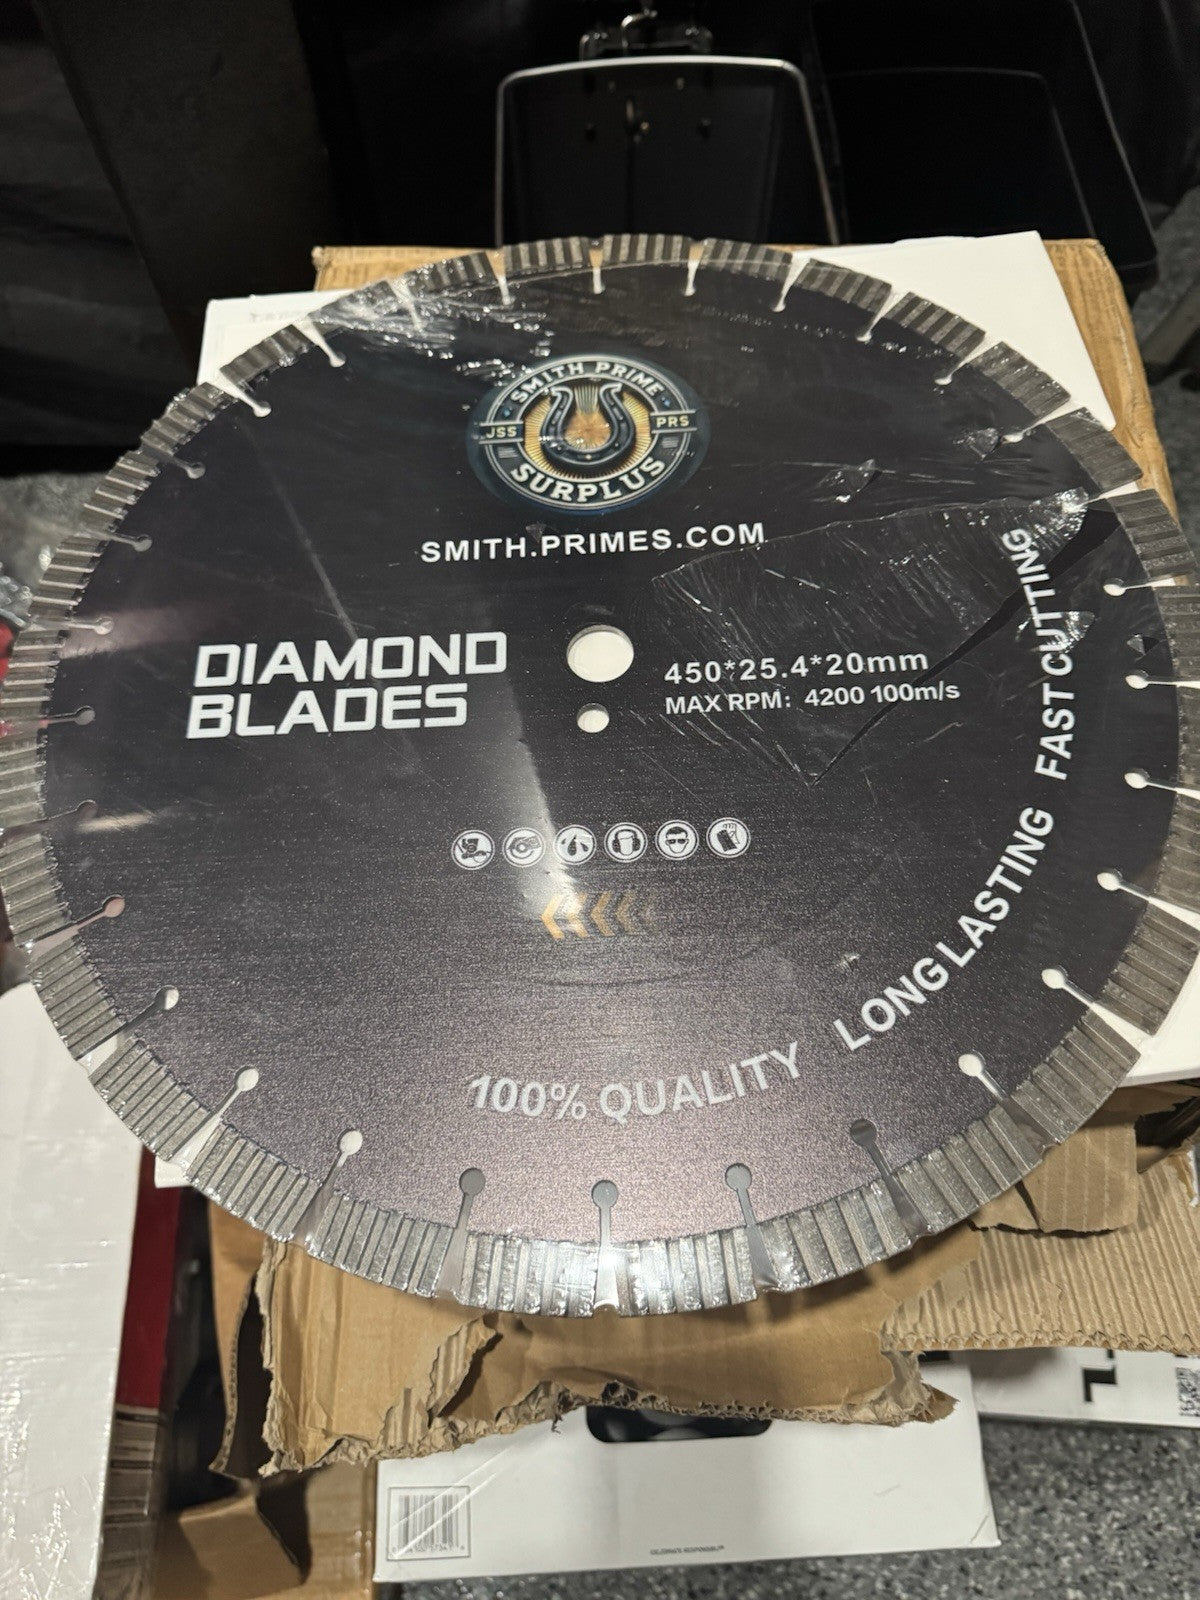 SMITH PRIME
JSS
PRS
SURPLUS
SMITH.PRIMES.COM
DIAMOND
BLADES
450*25.4*20mm
MAX RPM: 4200 100m/s
100% QUALITY LONG LASTING FAST CUTTING